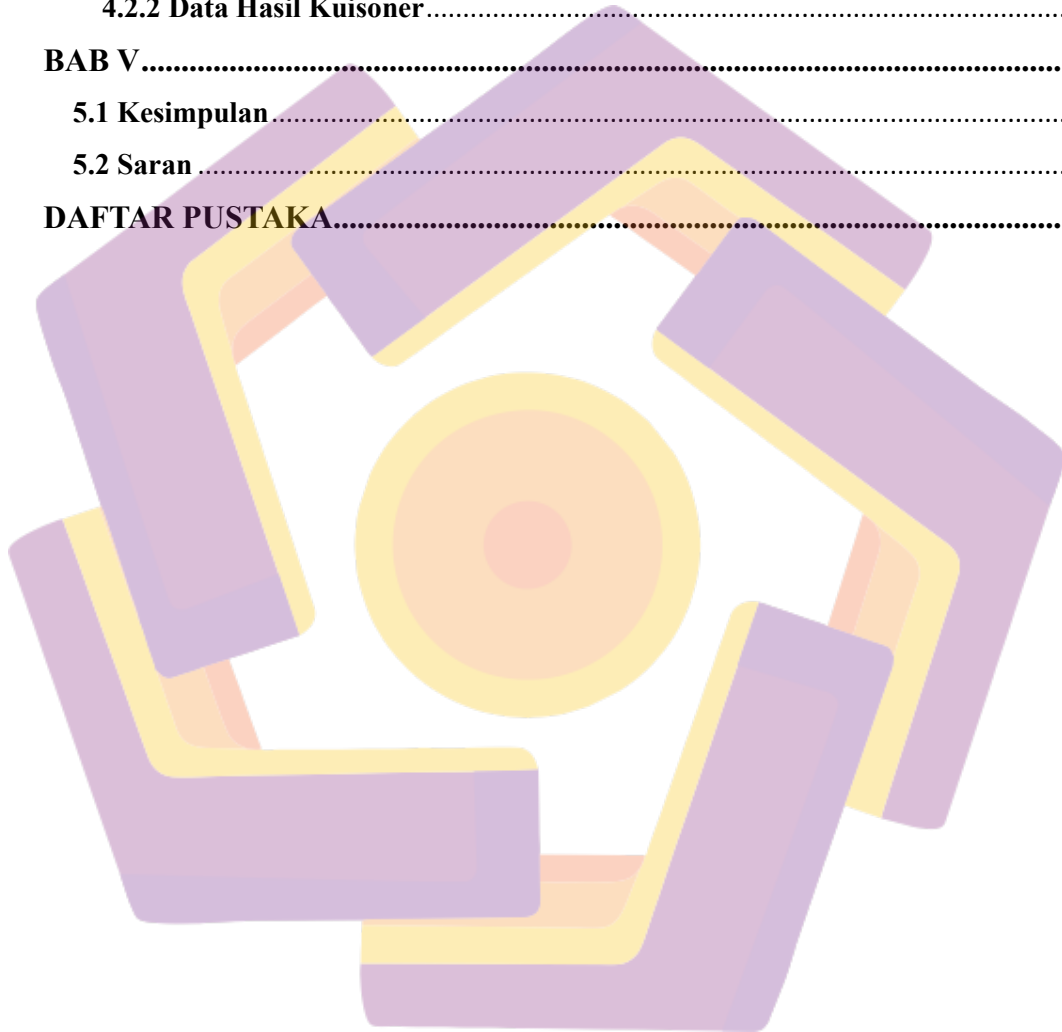 4.2.2 Data Hasil Kuisoner
BAB V
5.1 Kesimpulan
5.2 Saran
DAFTAR PUSTAKA